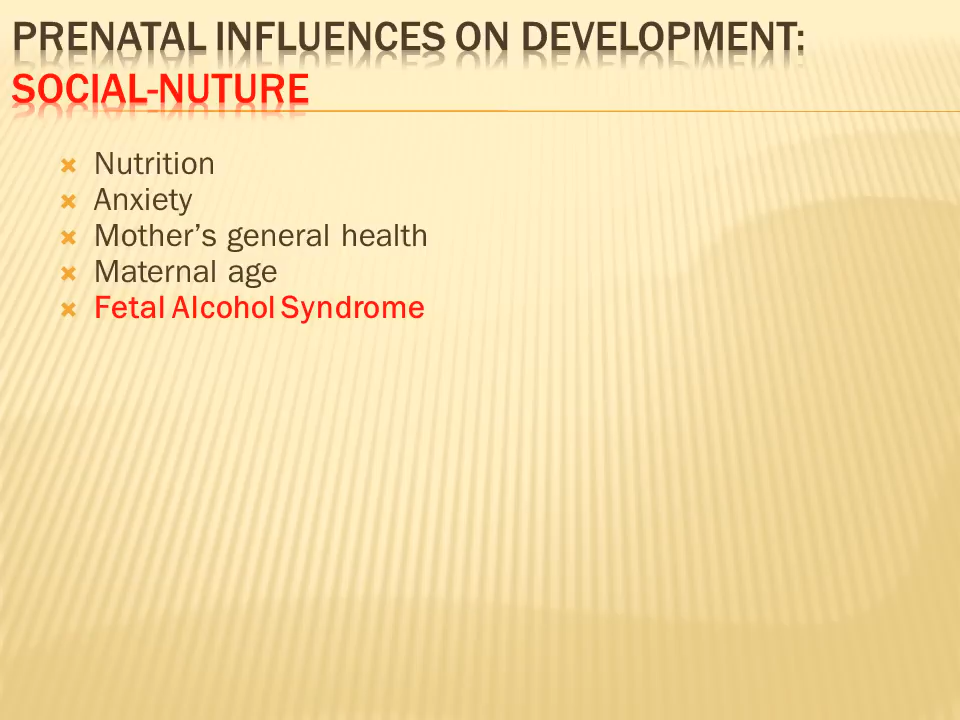 PRENATAL INFLUENCES ON DEVELOPMENT:
SOCIAL-NUTURE
Nutrition
Anxiety
Mother’s general health
Maternal age
Fetal Alcohol Syndrome